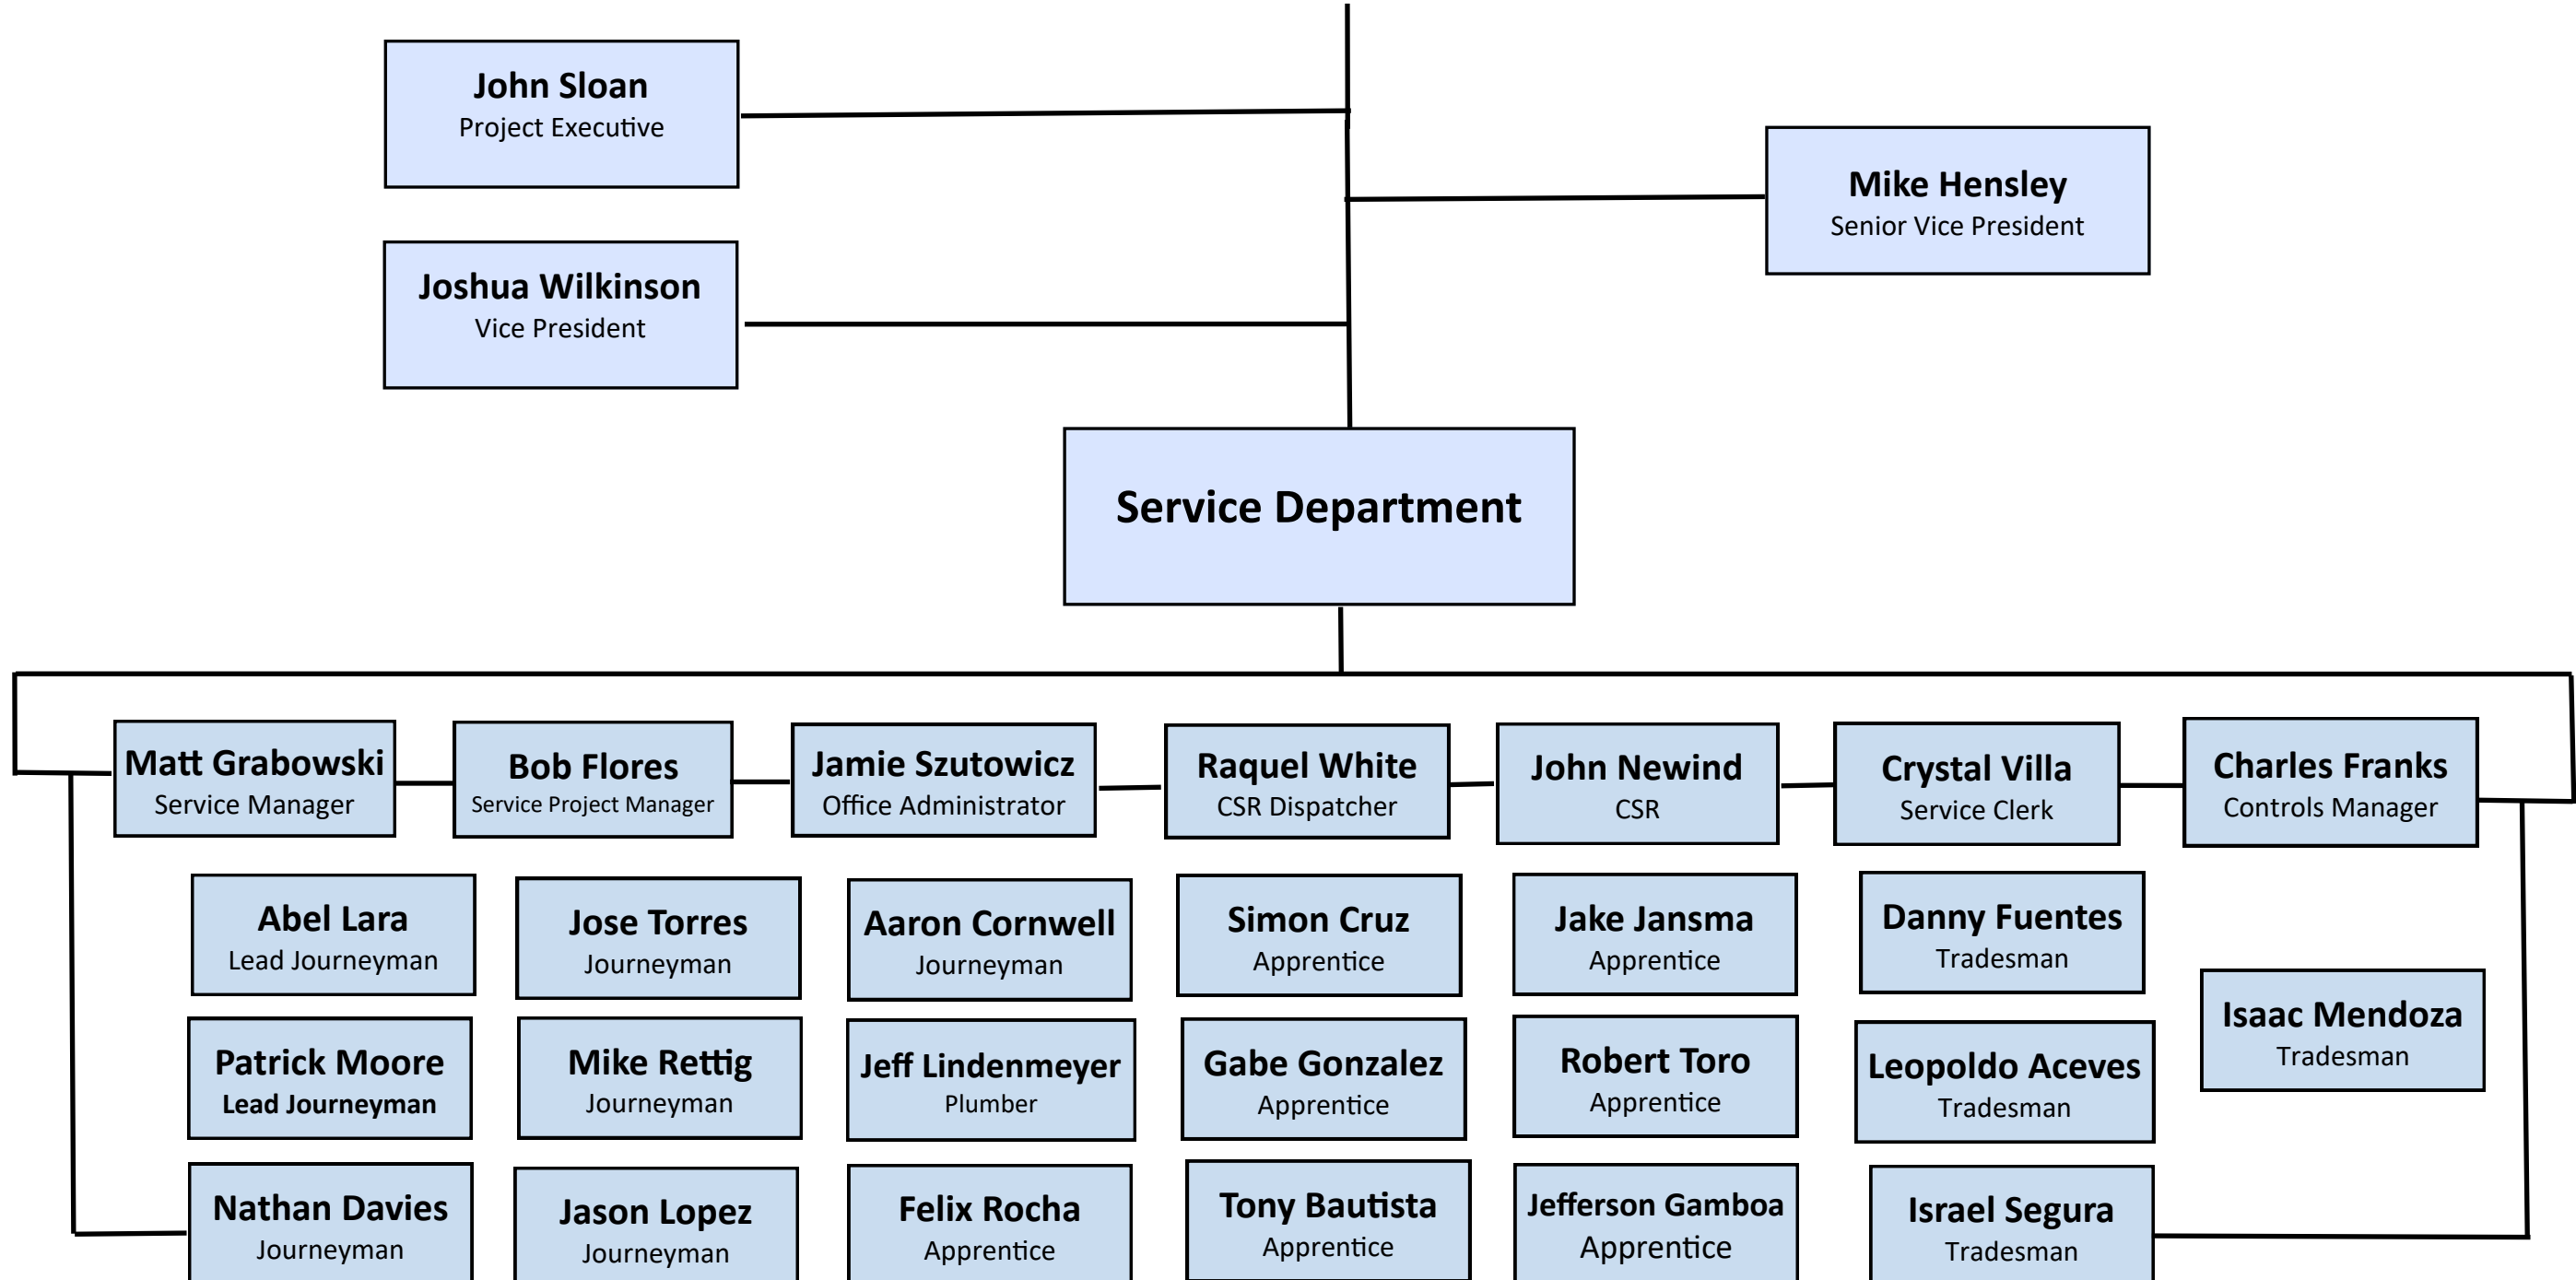 John Sloan
Project Executive
Mike Hensley
Senior Vice President
Joshua Wilkinson
Vice President
Service Department
Matt Grabowski
Service Manager
Bob Flores
Service Project Manager
Jamie Szutowicz
Office Administrator
Raquel White
CSR Dispatcher
John Newind
CSR
Crystal Villa
Service Clerk
Charles Franks
Controls Manager
Abel Lara
Lead Journeyman
Jose Torres
Journeyman
Aaron Cornwell
Journeyman
Simon Cruz
Apprentice
Jake Jansma
Apprentice
Danny Fuentes
Tradesman
Isaac Mendoza
Tradesman
Patrick Moore
Lead Journeyman
Mike Rettig
Journeyman
Jeff Lindenmeyer
Plumber
Gabe Gonzalez
Apprentice
Robert Toro
Apprentice
Leopoldo Aceves
Tradesman
Nathan Davies
Journeyman
Jason Lopez
Journeyman
Felix Rocha
Apprentice
Tony Bautista
Apprentice
Jefferson Gamboa
Apprentice
Israel Segura
Tradesman